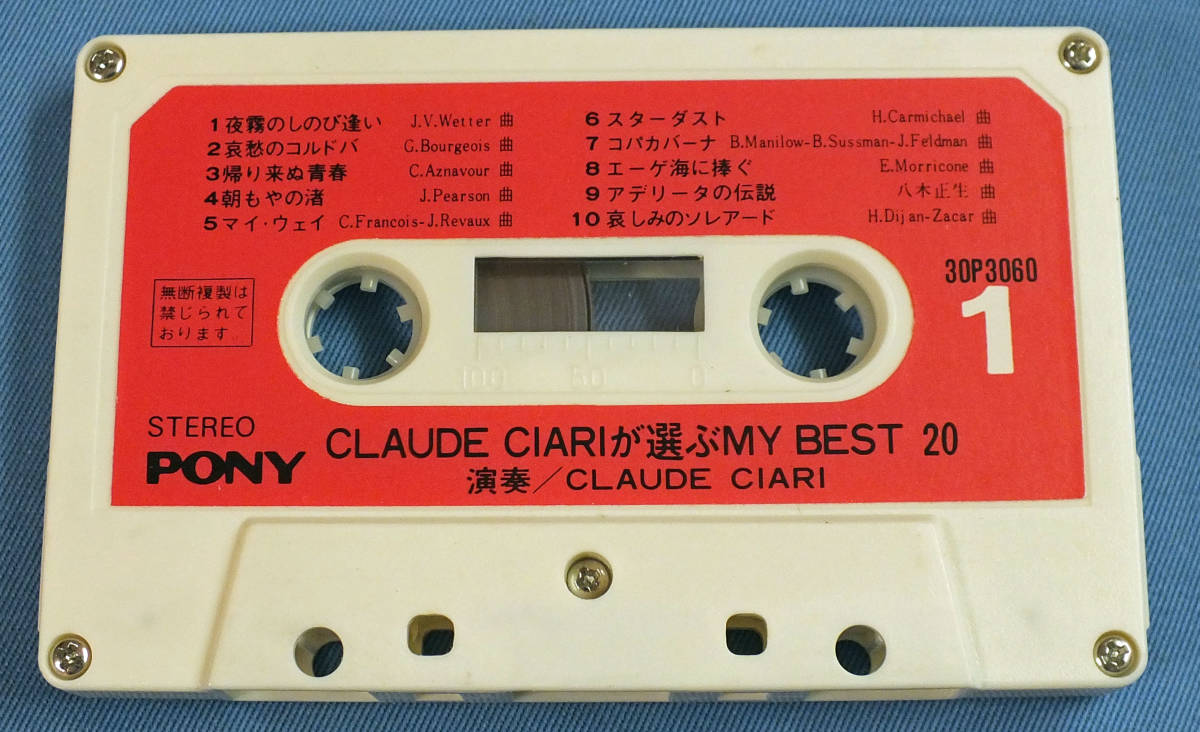 1 夜霧のしのび逢い J.V.Wetter 曲
2 哀愁のコルドバ G.Bourgeois 曲
3 帰り来ぬ青春 C.Aznavour 曲
4 朝もやの渚 J.Pearson 曲
5 マイ・ウェイ C.Francois-J.Revaux 曲
6 スターダスト H.Carmichael 曲
7 コパカバーナ B.Manilow-B.Sussman-J.Feldman 曲
8 エーゲ海に捧ぐ E.Morricone 曲
9 アデリータの伝説 八木正生 曲
10 哀しみのソレアード H.Dijan-Zacar 曲
無断複製は
禁じられて
おります。
30P3060
1
100 50 0
STEREO
PONY
CLAUDE CIARIが選ぶMY BEST 20
演奏／CLAUDE CIARI